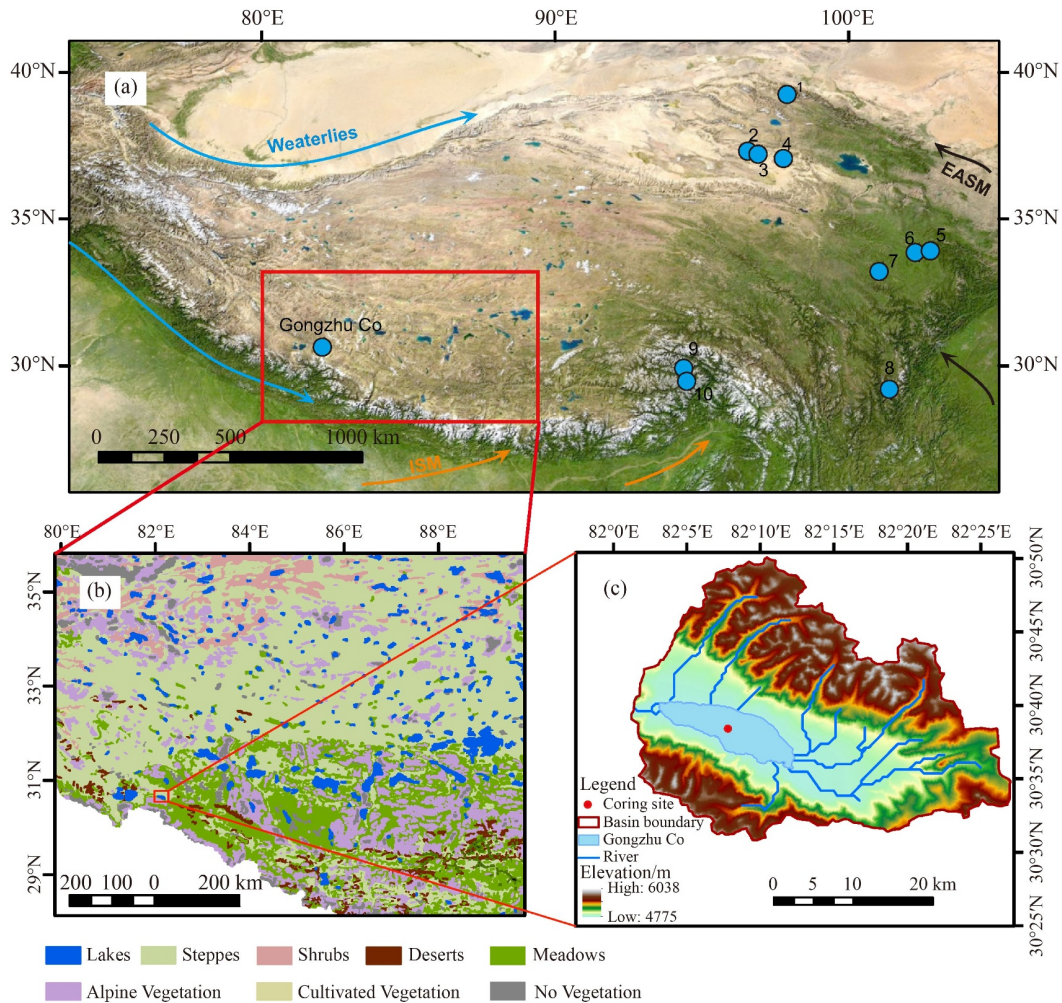 80°E 90°E 100°E
40°N 40°N
(a)
Weaterlies
1
2 4
3
EASM
35°N 35°N
6 5
7
Gongzhu Co
30°N 30°N
9
8
10
0 250 500 1000 km
ISM
80°E 82°E 84°E 86°E 88°E
(b)
35°N
33°N
31°N
29°N
200 100 0 200 km
82°0'E 82°5'E 82°10'E 82°15'E 82°20'E 82°25'E
(c)
30°50'N
30°45'N
30°40'N
30°35'N
30°30'N
30°25'N
Legend
Coring site
Basin boundary
Gongzhu Co
River
Elevation/m
High: 6038
Low: 4775
0 5 10 20 km
Lakes Steppes Shrubs Deserts Meadows
Alpine Vegetation Cultivated Vegetation No Vegetation